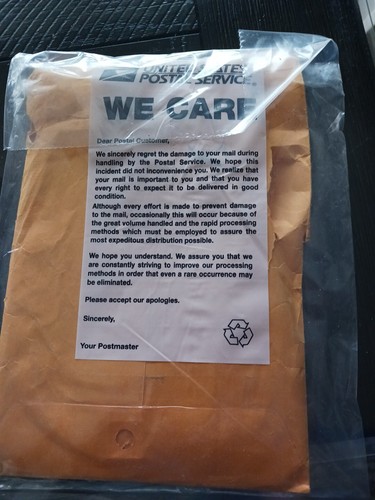 UNITED STATES
POSTAL SERVICE®
WE CARE
Dear Postal Customer,
We sincerely regret the damage to your mail during
handling by the Postal Service. We hope this
incident did not inconvenience you. We realize that
your mail is important to you and that you have
every right to expect it to be delivered in good
condition.
Although every effort is made to prevent damage
to the mail, occasionally this will occur because of
the great volume handled and the rapid processing
methods which must be employed to assure the
most expeditous distribution possible.
We hope you understand. We assure you that we
are constantly striving to improve our processing
methods in order that even a rare occurrence may
be eliminated.
Please accept our apologies.
Sincerely,
Your Postmaster